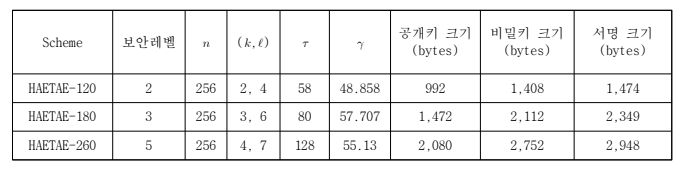 Scheme 보안레벨 n (k,ℓ) τ γ 공개키 크기 (bytes) 비밀키 크기 (bytes) 서명 크기 (bytes)
HAETAE-120 2 256 2, 4 58 48.858 992 1,408 1,474
HAETAE-180 3 256 3, 6 80 57.707 1,472 2,112 2,349
HAETAE-260 5 256 4, 7 128 55.13 2,080 2,752 2,948